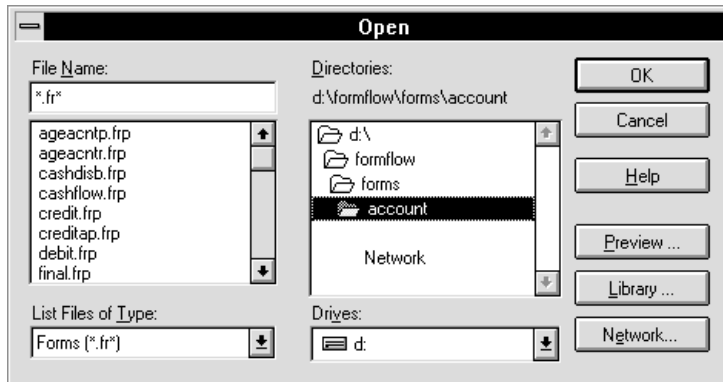 Open
File Name:
*.fr*
ageacntp.frp
ageacntr.frp
cashdisb.frp
cashflow.frp
credit.frp
creditap.frp
debit.frp
final.frp
List Files of Type:
Forms (*.fr*)
Directories:
d:\formflow\forms\account
d:\
formflow
forms
account
Network
Drives:
d:
OK
Cancel
Help
Preview ...
Library ...
Network...